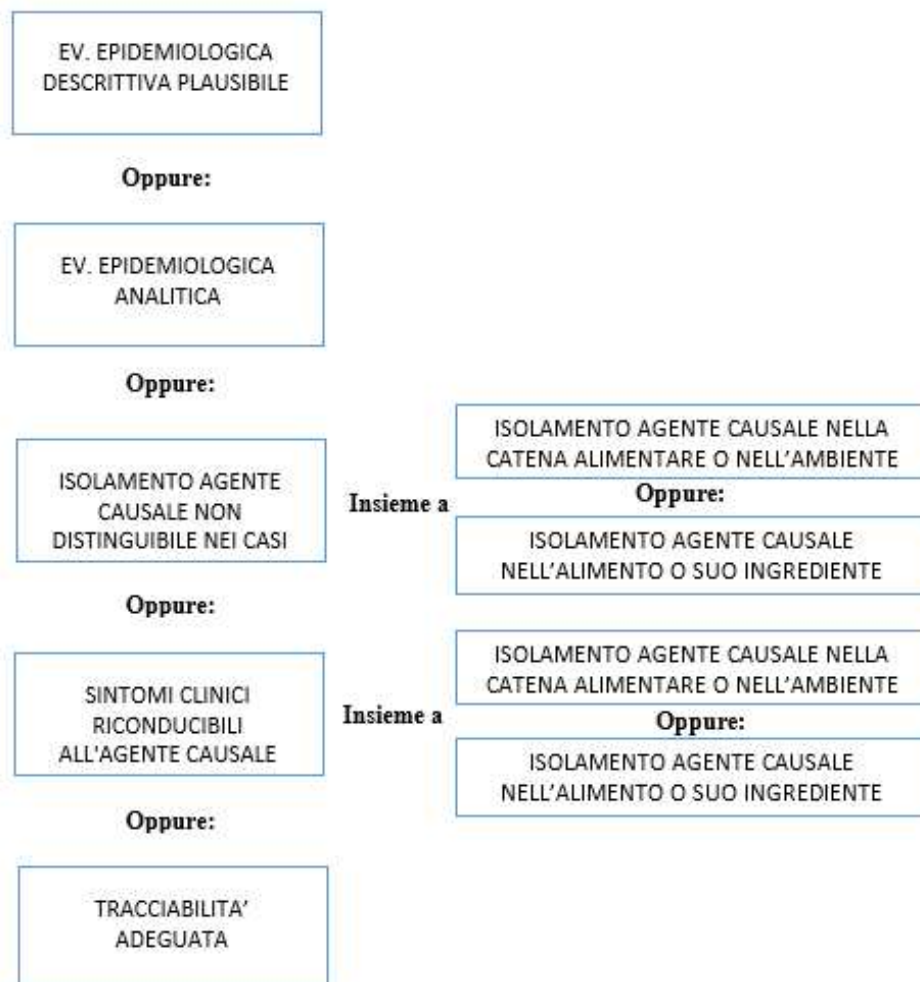 EV. EPIDEMIOLOGICA
DESCRITTIVA PLAUSIBILE
Oppure:
EV. EPIDEMIOLOGICA
ANALITICA
Oppure:
ISOLAMENTO AGENTE
CAUSALE NON
DISTINGUIBILE NEI CASI
Insieme a
ISOLAMENTO AGENTE CAUSALE NELLA
CATENA ALIMENTARE O NELL'AMBIENTE
Oppure:
ISOLAMENTO AGENTE CAUSALE
NELL'ALIMENTO O SUO INGREDIENTE
Oppure:
SINTOMI CLINICI
RICONDUCIBILI
ALL'AGENTE CAUSALE
Insieme a
ISOLAMENTO AGENTE CAUSALE NELLA
CATENA ALIMENTARE O NELL'AMBIENTE
Oppure:
ISOLAMENTO AGENTE CAUSALE
NELL'ALIMENTO O SUO INGREDIENTE
Oppure:
TRACCIABILITA'
ADEGUATA